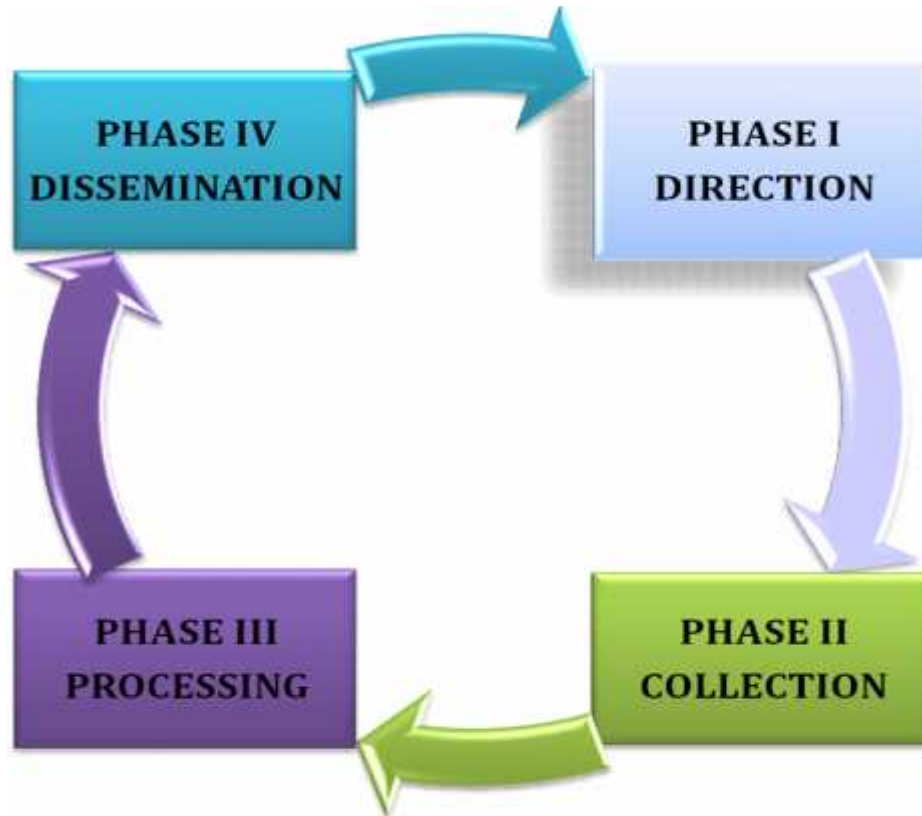 PHASE IV
DISSEMINATION
PHASE I
DIRECTION
PHASE III
PROCESSING
PHASE II
COLLECTION